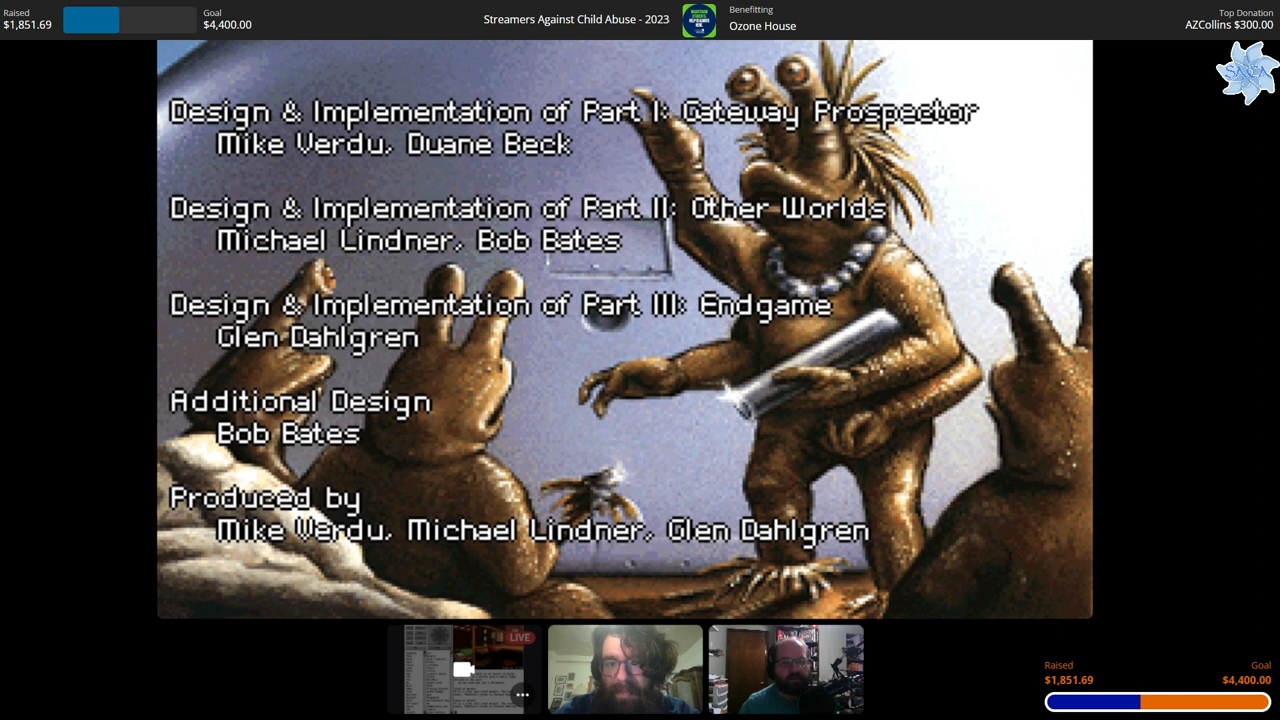 Raised
$1,851.69
Goal
$4,400.00
Streamers Against Child Abuse - 2023
Benefitting
Ozone House
Top Donation
AZCollins $300.00
SACA
Design & Implementation of Part I: Gateway Prospector
Mike Verdu, Duane Beck
Design & Implementation of Part II: Other Worlds
Michael Lindner, Bob Bates
Design & Implementation of Part III: Endgame
Glen Dahlgren
Additional Design
Bob Bates
Produced by
Mike Verdu, Michael Lindner, Glen Dahlgren
LIVE
Raised
Goal
$1,851.69
$4,400.00